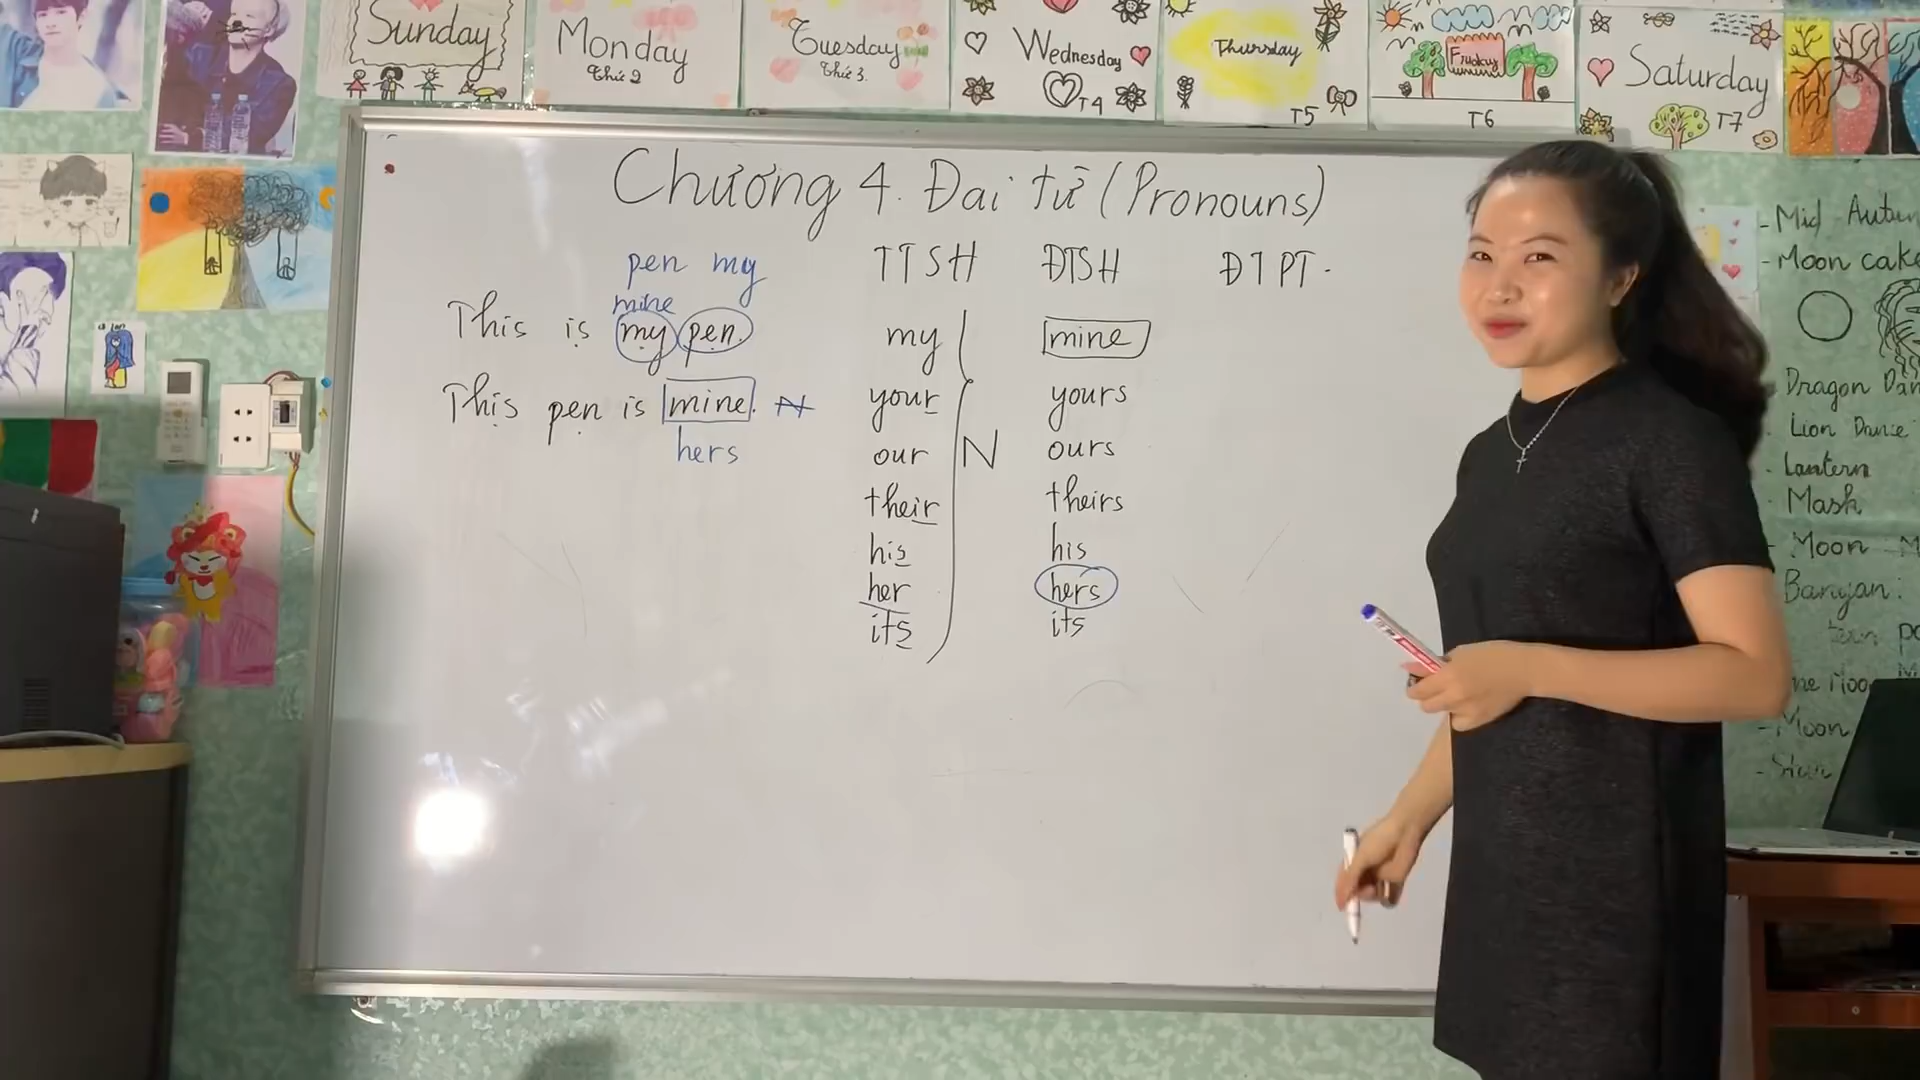 Sunday
Monday
Thứ 2
Tuesday
Thứ 3.
Wednesday
T4
Thursday
T5
Friday
T6
Saturday
T7
Chương 4. Đại từ (Pronouns)
pen my
mine
This is my pen.
This pen is mine. N
hers
TTSH ĐTSH ĐTPT.
my mine
your yours
our N ours
their theirs
his his
her hers
its its
- Mid Autum
- Moon cake
Dragon Dan
Lion Dance
- Lantern
- Mask
- Moon
Banyan:
- Moon